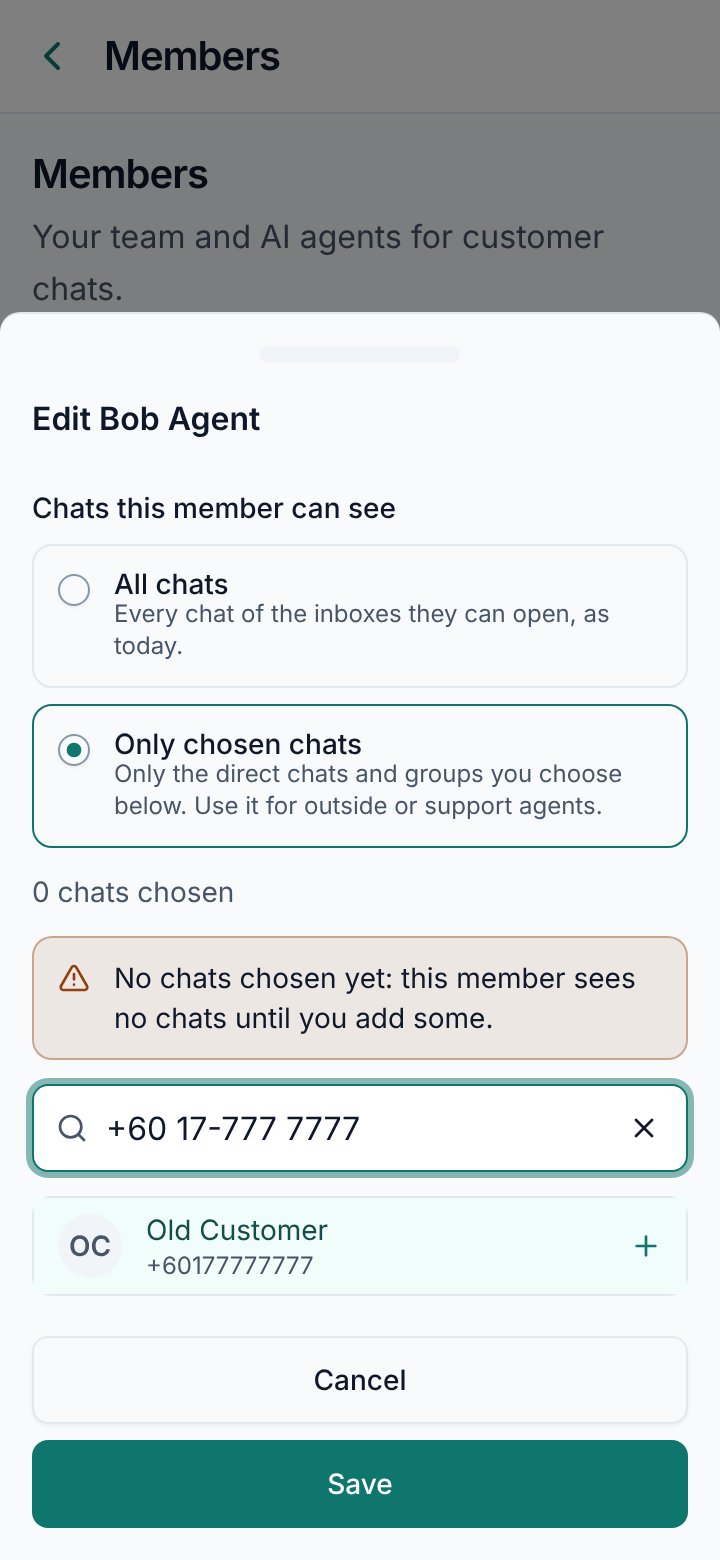 Members
Members
Your team and AI agents for customer
chats.
Edit Bob Agent
Chats this member can see
All chats
Every chat of the inboxes they can open, as
today.
Only chosen chats
Only the direct chats and groups you choose
below. Use it for outside or support agents.
0 chats chosen
No chats chosen yet: this member sees
no chats until you add some.
+60 17-777 7777
OC
Old Customer
+60177777777
Cancel
Save